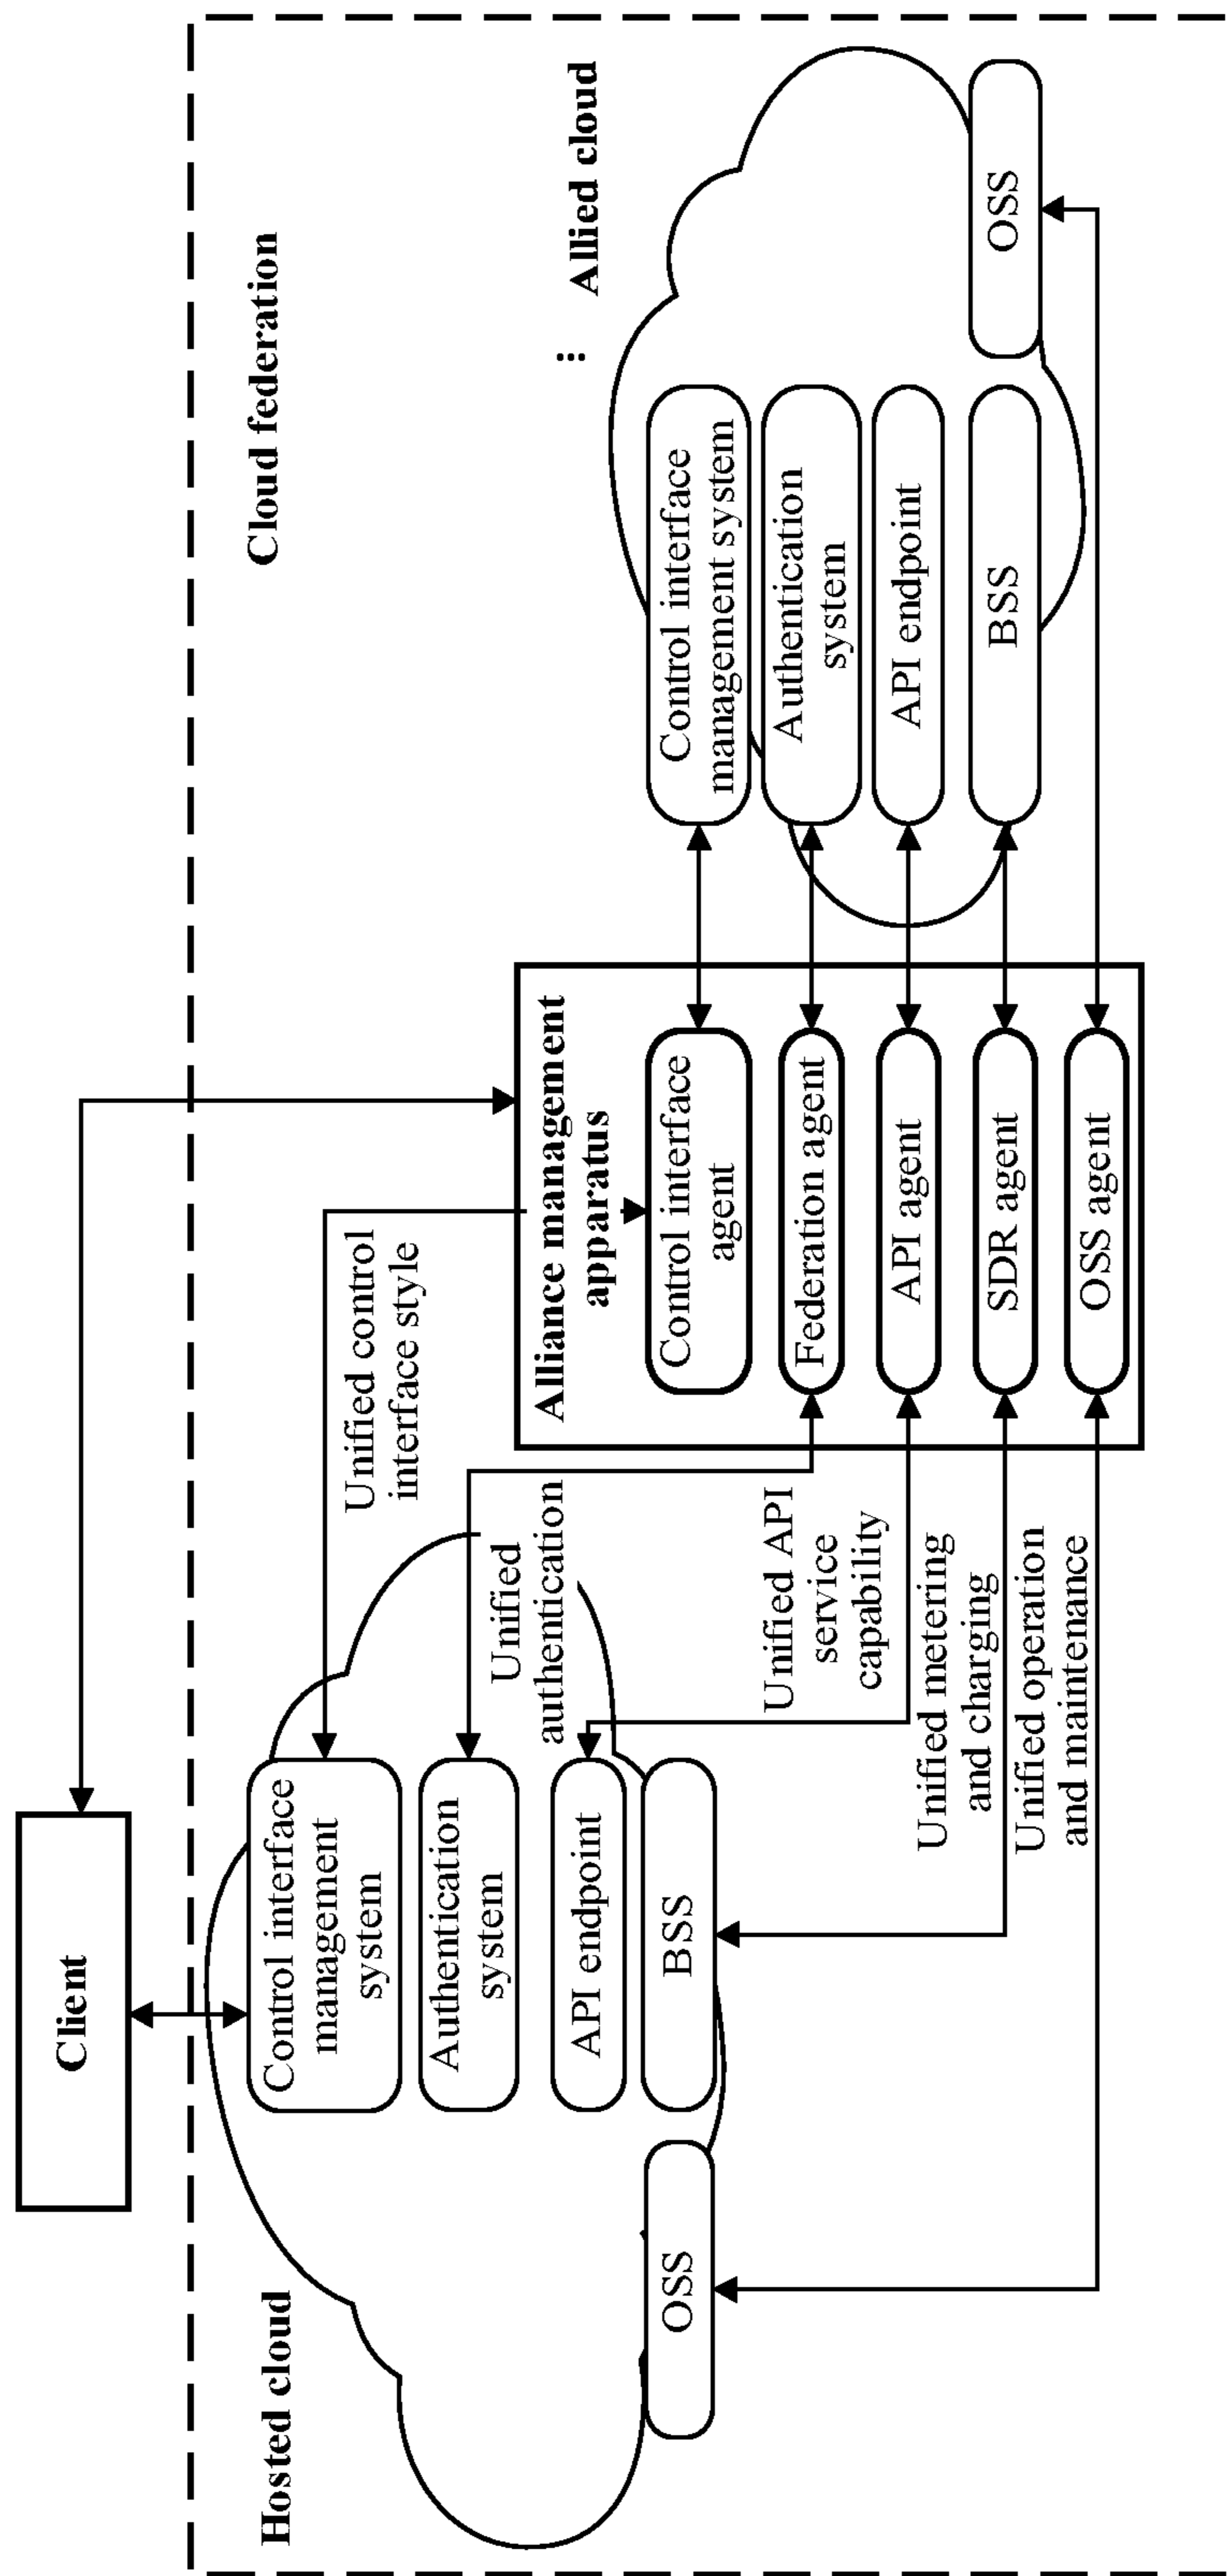 Client
Cloud federation
Hosted cloud
Control interface
management
system
Authentication
system
API endpoint
BSS
OSS
Unified control
interface style
Unified
authentication
Unified API
service
capability
Unified metering
and charging
Unified operation
and maintenance
Alliance management
apparatus
Control interface
agent
Federation agent
API agent
SDR agent
OSS agent
Allied cloud
...
Control interface
management system
Authentication
system
API endpoint
BSS
OSS